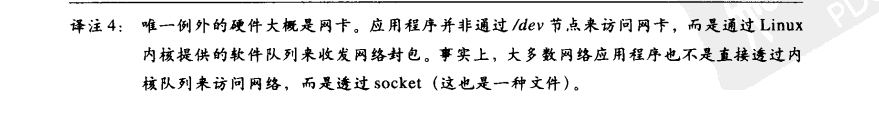 译注 4： 唯一例外的硬件大概是网卡。应用程序并非通过 /dev 节点来访问网卡，而是通过 Linux
内核提供的软件队列来收发网络封包。事实上，大多数网络应用程序也不是直接透过内
核队列来访问网络，而是透过 socket（这也是一种文件）。